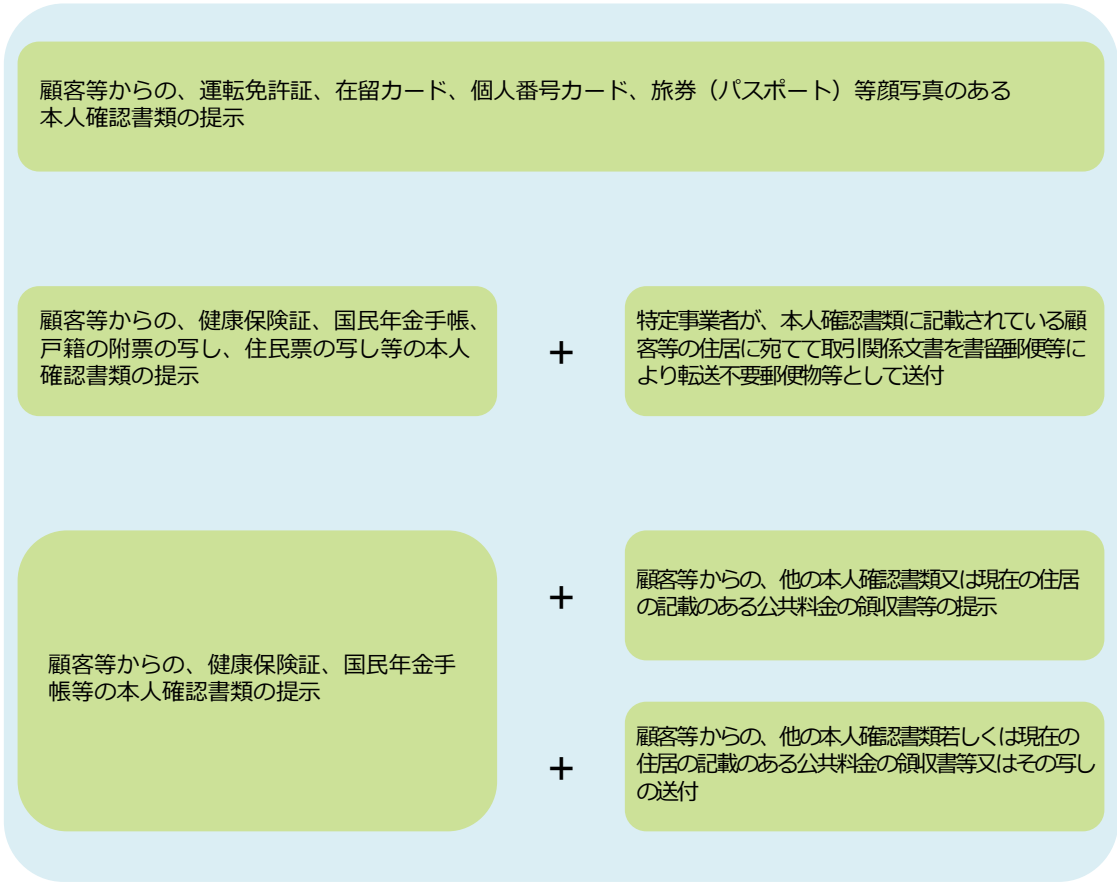 顧客等からの、運転免許証、在留カード、個人番号カード、旅券（パスポート）等顔写真のある
本人確認書類の提示
顧客等からの、健康保険証、国民年金手帳、
戸籍の附票の写し、住民票の写し等の本人
確認書類の提示
+
特定事業者が、本人確認書類に記載されている顧
客等の住居に宛てて取引関係文書を書留郵便等に
より転送不要郵便物等として送付
顧客等からの、健康保険証、国民年金手
帳等の本人確認書類の提示
+
顧客等からの、他の本人確認書類又は現在の住居
の記載のある公共料金の領収書等の提示
+
顧客等からの、他の本人確認書類若しくは現在の
住居の記載のある公共料金の領収書等又はその写し
の送付